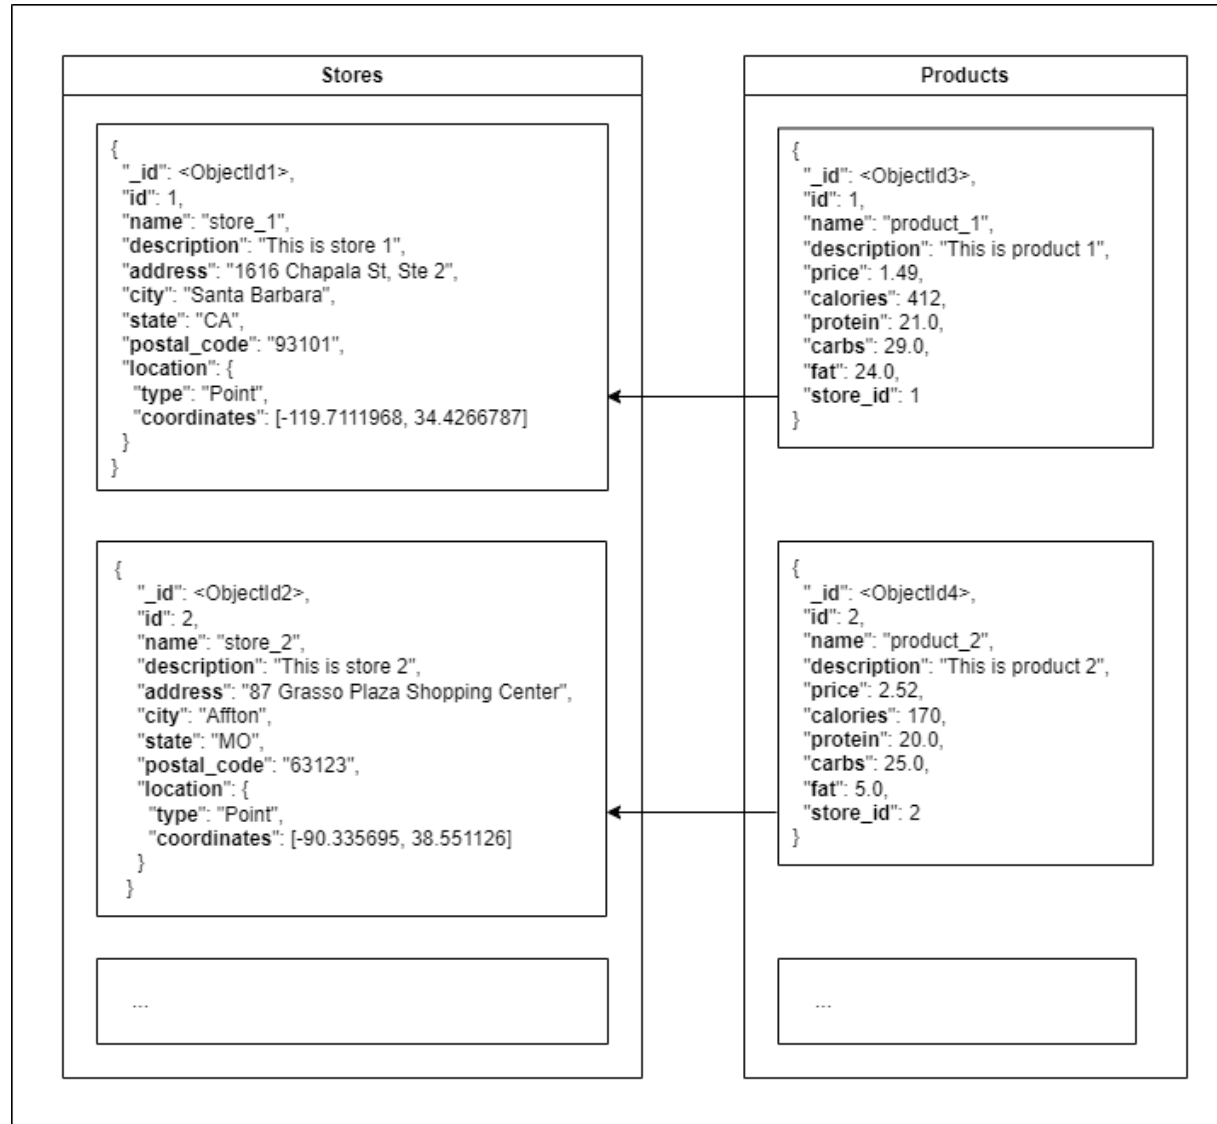 Stores
{
"_id": <ObjectId1>,
"id": 1,
"name": "store_1",
"description": "This is store 1",
"address": "1616 Chapala St, Ste 2",
"city": "Santa Barbara",
"state": "CA",
"postal_code": "93101",
"location": {
"type": "Point",
"coordinates": [-119.7111968, 34.4266787]
}
}
{
"_id": <ObjectId2>,
"id": 2,
"name": "store_2",
"description": "This is store 2",
"address": "87 Grasso Plaza Shopping Center",
"city": "Affton",
"state": "MO",
"postal_code": "63123",
"location": {
"type": "Point",
"coordinates": [-90.335695, 38.551126]
}
}
...
Products
{
"_id": <ObjectId3>,
"id": 1,
"name": "product_1",
"description": "This is product 1",
"price": 1.49,
"calories": 412,
"protein": 21.0,
"carbs": 29.0,
"fat": 24.0,
"store_id": 1
}
{
"_id": <ObjectId4>,
"id": 2,
"name": "product_2",
"description": "This is product 2",
"price": 2.52,
"calories": 170,
"protein": 20.0,
"carbs": 25.0,
"fat": 5.0,
"store_id": 2
}
...